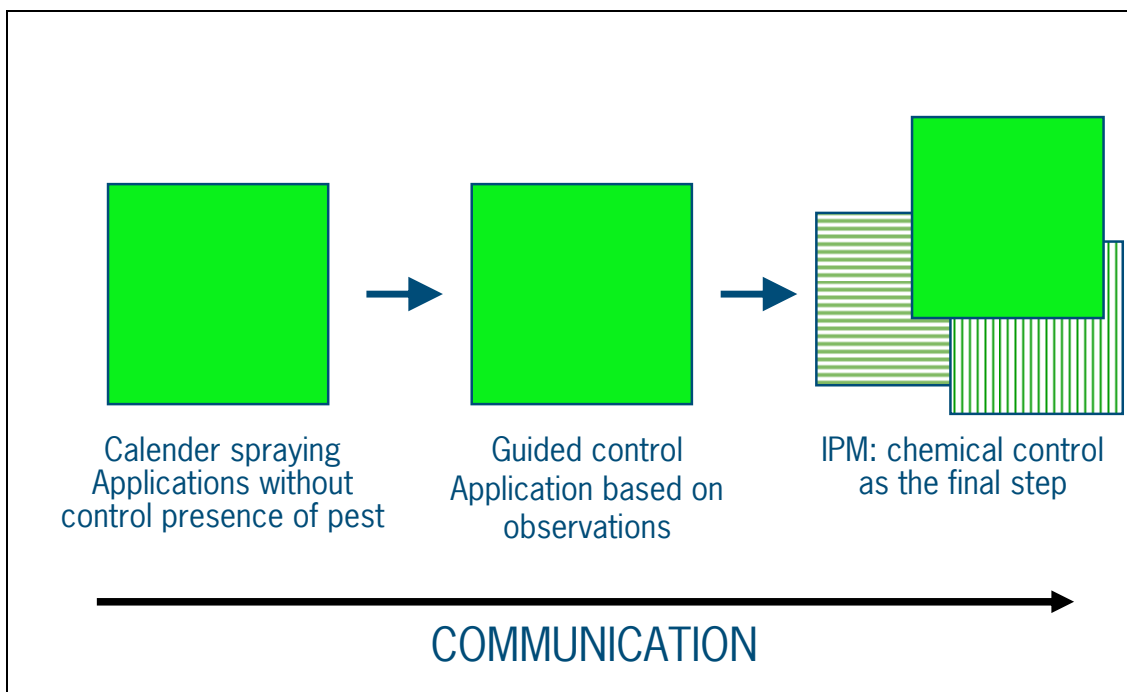 Calender spraying
Applications without
control presence of pest
Guided control
Application based on
observations
IPM: chemical control
as the final step
COMMUNICATION